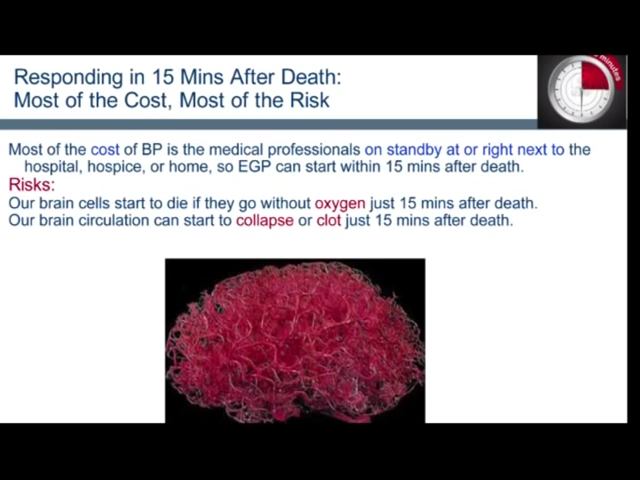 Responding in 15 Mins After Death:
Most of the Cost, Most of the Risk
minutes
Most of the cost of BP is the medical professionals on standby at or right next to the
hospital, hospice, or home, so EGP can start within 15 mins after death.
Risks:
Our brain cells start to die if they go without oxygen just 15 mins after death.
Our brain circulation can start to collapse or clot just 15 mins after death.